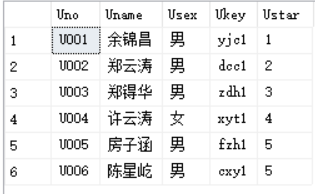 Uno Uname Usex Ukey Ustar
1 U001 余锦昌 男 yjc1 1
2 U002 郑云涛 男 dcc1 2
3 U003 郑锝华 男 zdh1 3
4 U004 许云涛 女 xyt1 4
5 U005 房子涵 男 fzh1 5
6 U006 陈星屹 男 cxy1 5